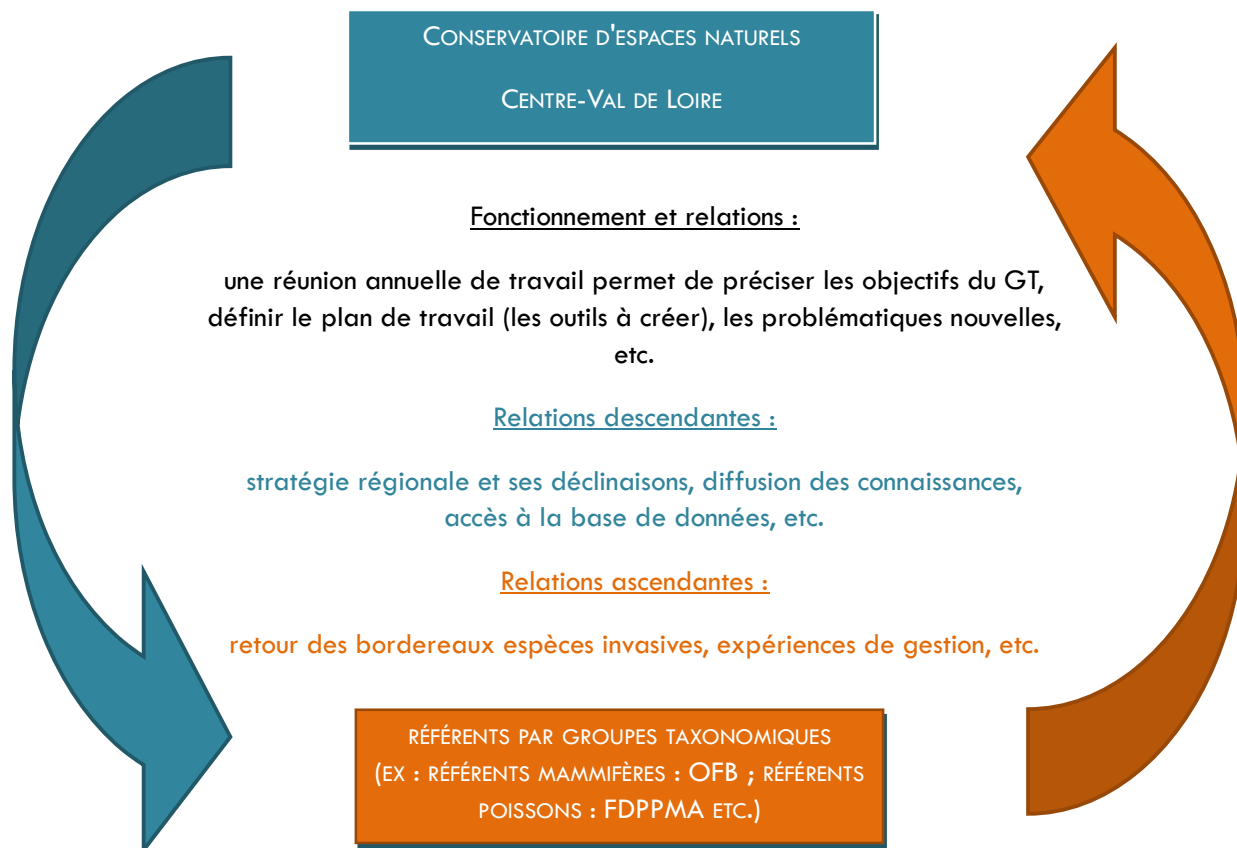 CONSERVATOIRE D'ESPACES NATURELS
CENTRE-VAL DE LOIRE
Fonctionnement et relations :
une réunion annuelle de travail permet de préciser les objectifs du GT,
définir le plan de travail (les outils à créer), les problématiques nouvelles,
etc.
Relations descendantes :
stratégie régionale et ses déclinaisons, diffusion des connaissances,
accès à la base de données, etc.
Relations ascendantes :
retour des bordereaux espèces invasives, expériences de gestion, etc.
RÉFÉRENTS PAR GROUPES TAXONOMIQUES
(EX : RÉFÉRENTS MAMMIFÈRES : OFB ; RÉFÉRENTS
POISSONS : FDPPMA ETC.)